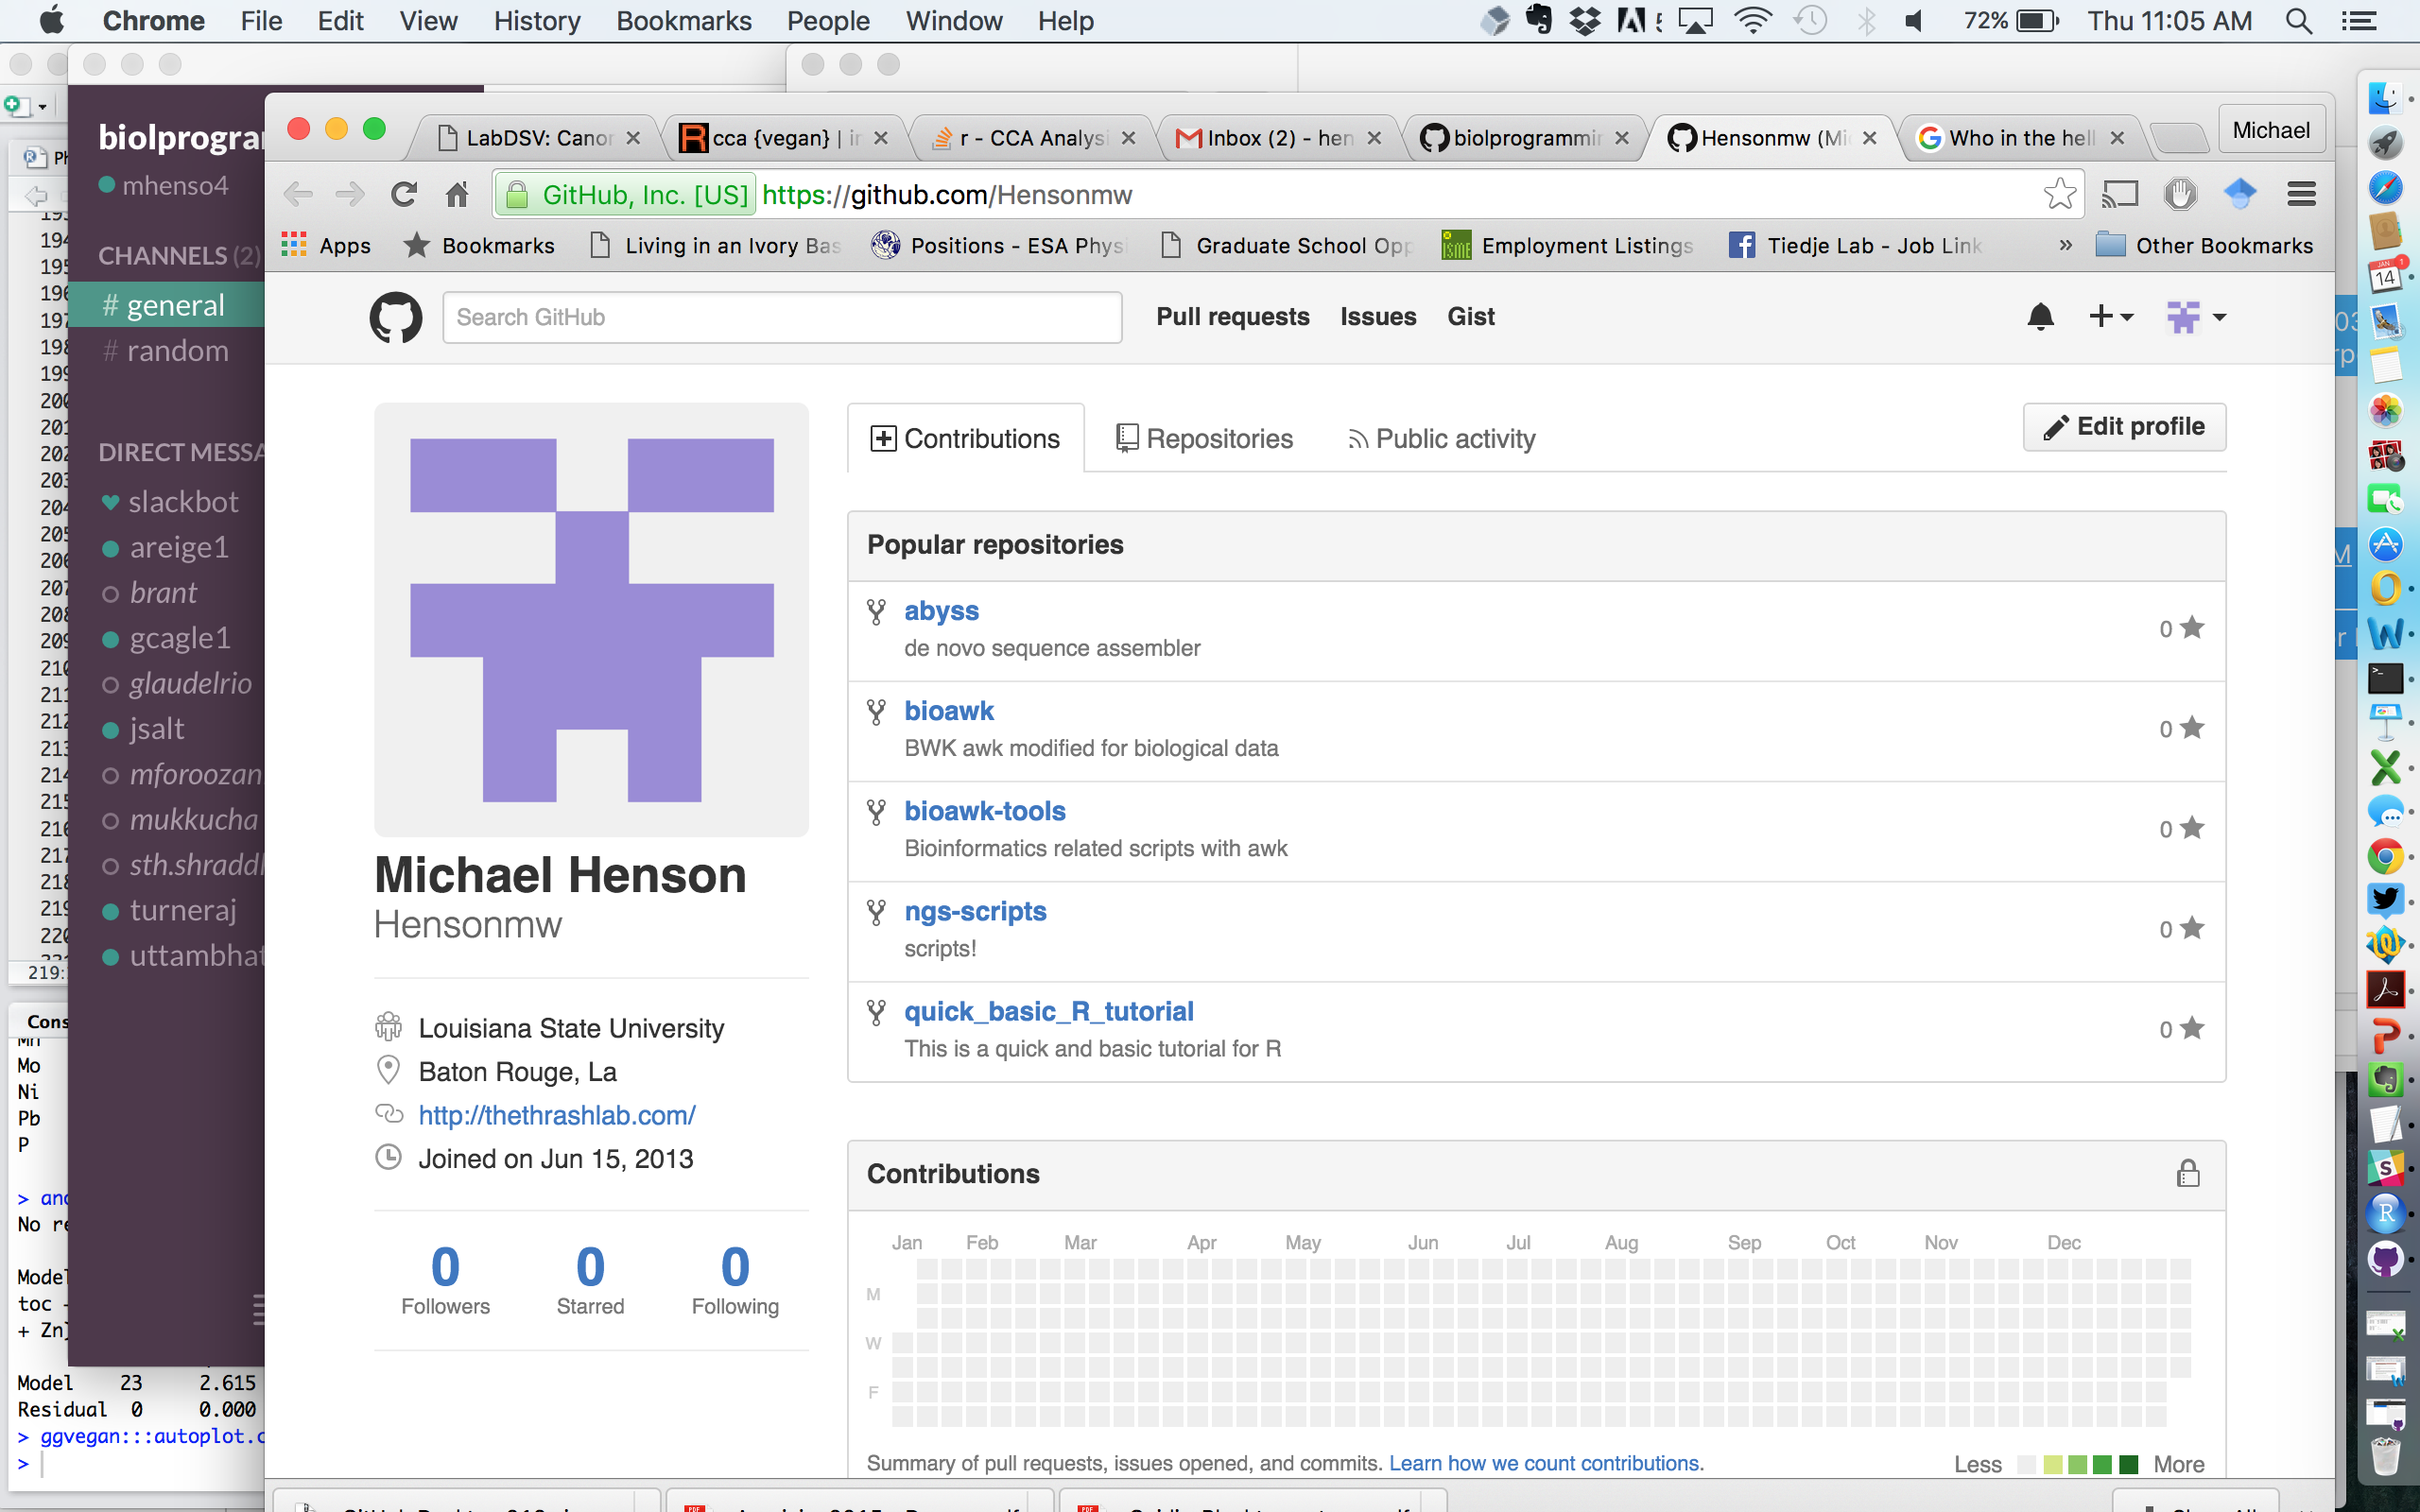 Chrome File Edit View History Bookmarks People Window Help 72% Thu 11:05 AM
LabDSV: Canor cca {vegan} | ir r - CCA Analysi Inbox (2) - hen biolprogrammir Hensonmw (Mi Who in the hell Michael
GitHub, Inc. [US] https://github.com/Hensonmw
Apps Bookmarks Living in an Ivory Bas Positions - ESA Physi Graduate School Opp Employment Listings Tiedje Lab - Job Link » Other Bookmarks
biolprogra
mhenso4
CHANNELS (2)
# general
# random
DIRECT MESSA
slackbot
areige1
brant
gcagle1
glaudelrio
jsalt
mforoozan
mukkucha
sth.shraddh
turneraj
uttambhat
194
195
196
197
198
199
200
201
202
203
204
205
206
207
208
209
210
211
212
213
214
215
216
217
218
219
220
219:
Cons
Mn
Mo
Ni
Pb
P
> ano
No re
Model
toc
+ Zn)
Model 23 2.615
Residual 0 0.000
> ggvegan:::autoplot.c
>
Search GitHub Pull requests Issues Gist
Michael Henson
Hensonmw
Louisiana State University
Baton Rouge, La
http://thethrashlab.com/
Joined on Jun 15, 2013
0 0 0
Followers Starred Following
Contributions Repositories Public activity Edit profile
Popular repositories
abyss
de novo sequence assembler
0
bioawk
BWK awk modified for biological data
0
bioawk-tools
Bioinformatics related scripts with awk
0
ngs-scripts
scripts!
0
quick_basic_R_tutorial
This is a quick and basic tutorial for R
0
Contributions
Jan Feb Mar Apr May Jun Jul Aug Sep Oct Nov Dec
M
W
F
Summary of pull requests, issues opened, and commits. Learn how we count contributions.
Less More
JAN
14
1